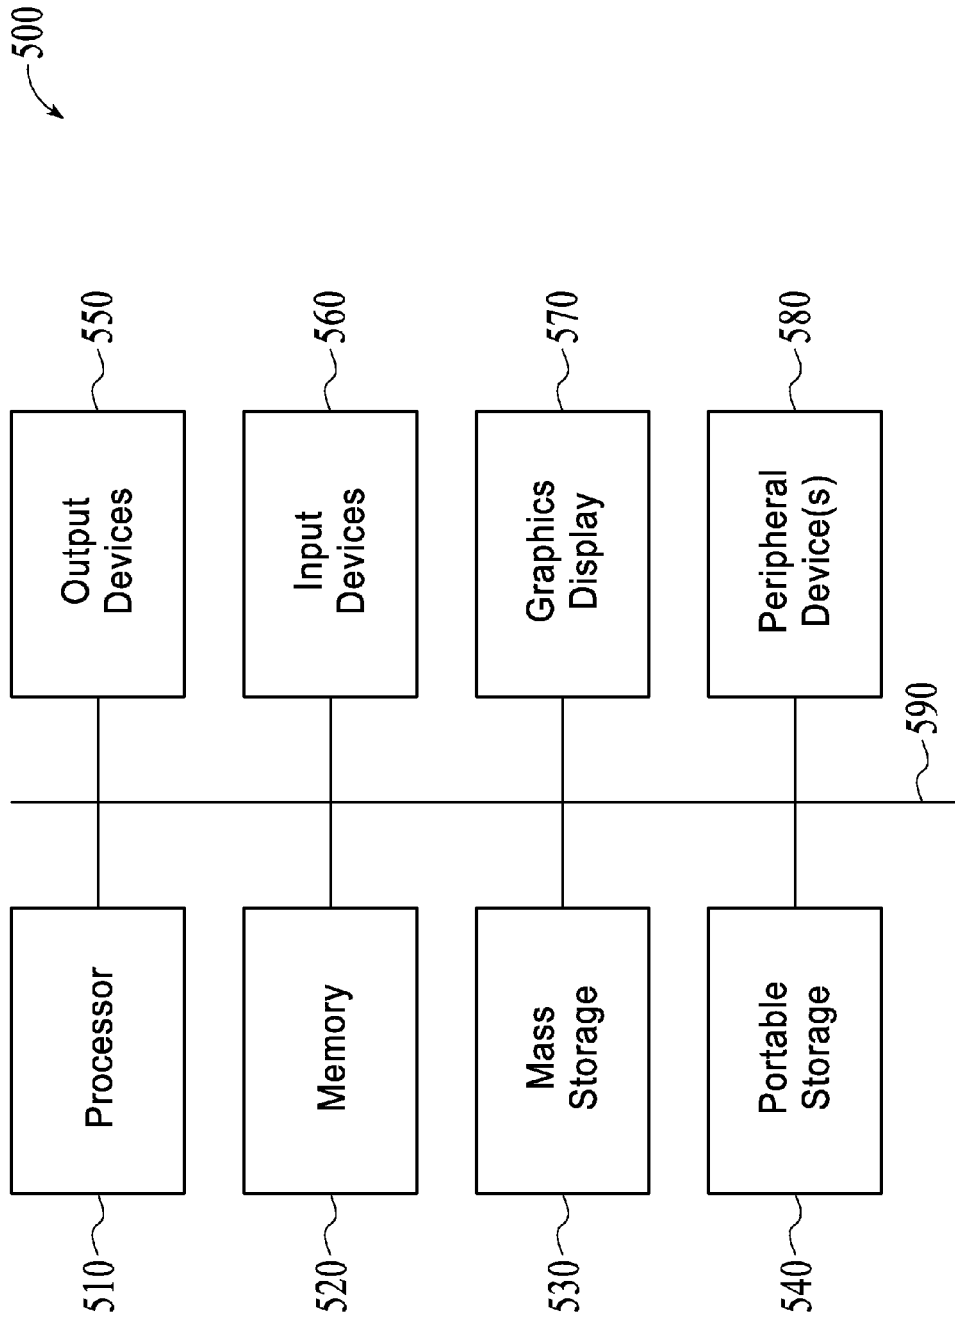 500
510
Processor
Output
Devices
550
520
Memory
Input
Devices
560
530
Mass
Storage
Graphics
Display
570
540
Portable
Storage
Peripheral
Device(s)
580
590